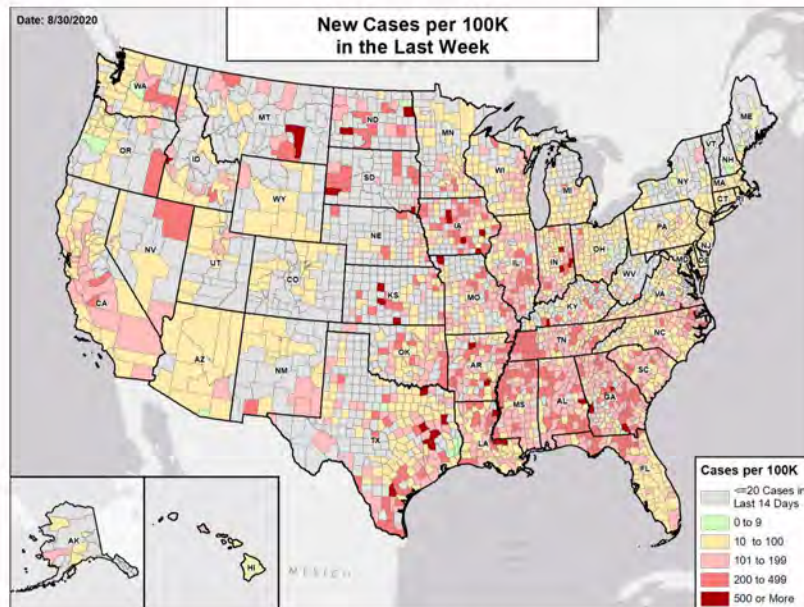 Date: 8/30/2020
New Cases per 100K
in the Last Week
WA
MT
ND
MN
ME
OR
ID
SD
WI
MI
VT
NH
NY
MA
CT
WY
IA
PA
NJ
NE
NV
UT
CO
IL
IN
OH
MD
DE
WV
VA
CA
KS
MO
KY
NC
TN
AZ
NM
OK
AR
SC
MS
AL
GA
TX
LA
FL
AK
HI
MEXICO
Cases per 100K
<=20 Cases in
Last 14 Days
0 to 9
10 to 100
101 to 199
200 to 499
500 or More